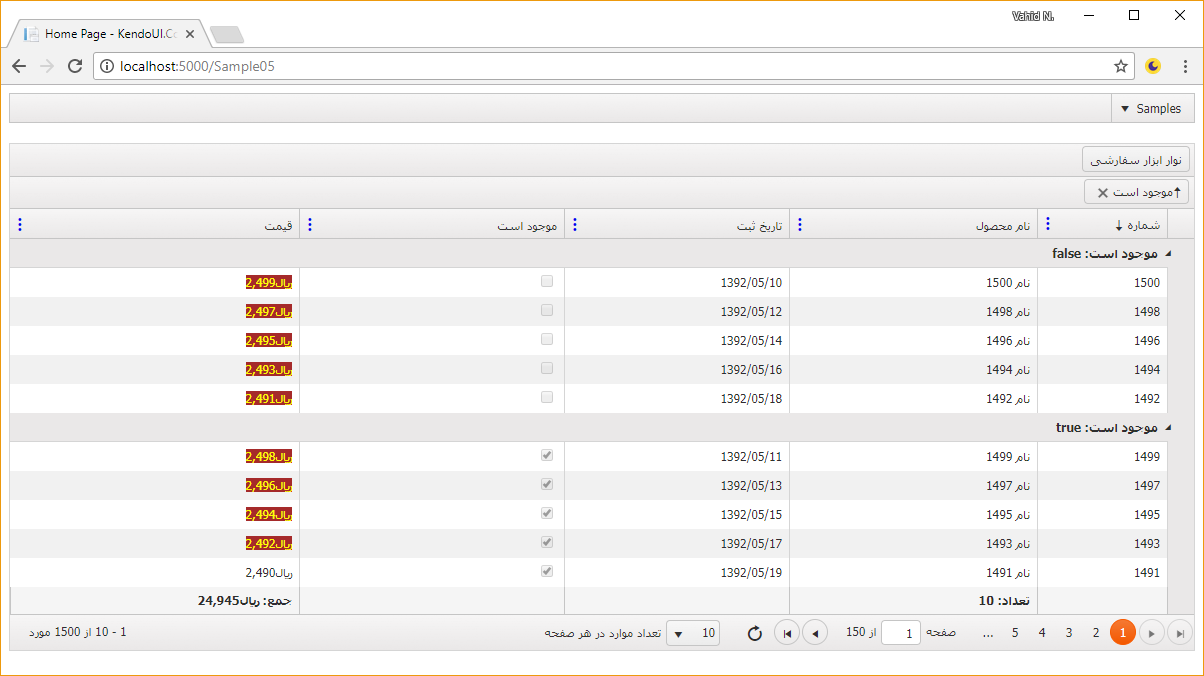 Vahid N.
Home Page - KendoUI.Co
localhost:5000/Sample05
Samples
نوار ابزار سفارشی
موجود است
شماره نام محصول تاریخ ثبت موجود است قیمت
موجود است: false
1500 نام 1500 1392/05/10 ریال2,499
1498 نام 1498 1392/05/12 ریال2,497
1496 نام 1496 1392/05/14 ریال2,495
1494 نام 1494 1392/05/16 ریال2,493
1492 نام 1492 1392/05/18 ریال2,491
موجود است: true
1499 نام 1499 1392/05/11 ریال2,498
1497 نام 1497 1392/05/13 ریال2,496
1495 نام 1495 1392/05/15 ریال2,494
1493 نام 1493 1392/05/17 ریال2,492
1491 نام 1491 1392/05/19 ریال2,490
تعداد: 10 جمع: ریال24,945
1 2 3 4 5 ... صفحه 1 از 150 10 تعداد موارد در هر صفحه 1 - 10 از 1500 مورد